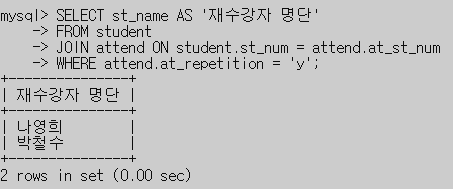 mysql> SELECT st_name AS '재수강자 명단'
    -> FROM student
    -> JOIN attend ON student.st_num = attend.at_st_num
    -> WHERE attend.at_repetition = 'y';
+---------------+
| 재수강자 명단 |
+---------------+
| 나영희
| 박철수
+---------------+
2 rows in set (0.00 sec)